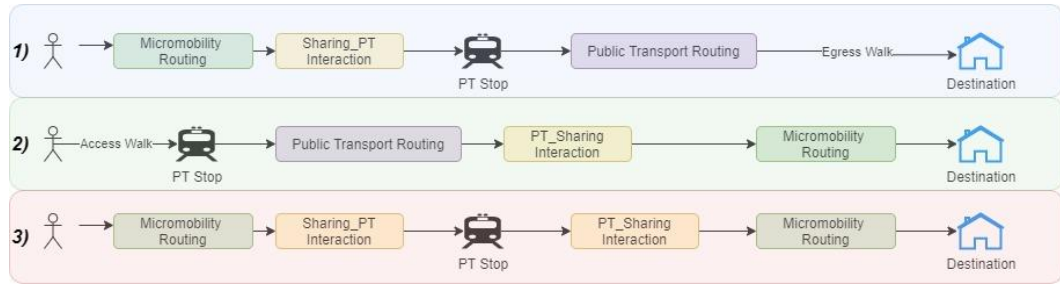 1)
Micromobility
Routing
Sharing_PT
Interaction
PT Stop
Public Transport Routing
Egress Walk
Destination
2)
Access Walk
PT Stop
Public Transport Routing
PT_Sharing
Interaction
Micromobility
Routing
Destination
3)
Micromobility
Routing
Sharing_PT
Interaction
PT Stop
PT_Sharing
Interaction
Micromobility
Routing
Destination